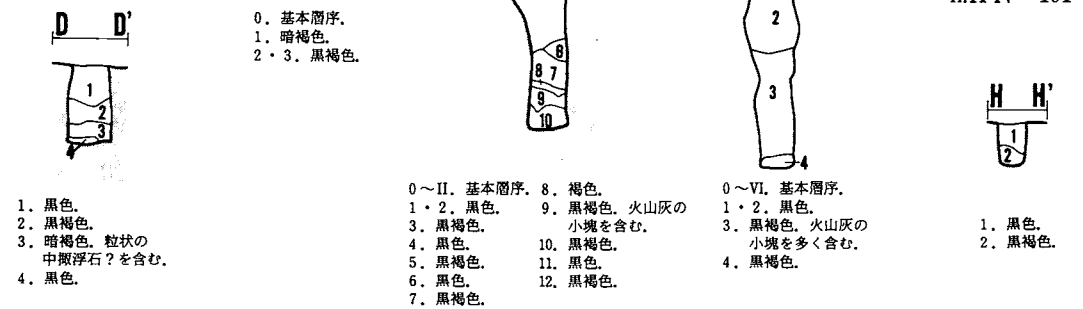 D D'
1
2
3
4
1. 黒色.
2. 黒褐色.
3. 暗褐色. 粒状の
中掫浮石？を含む.
4. 黒色.
0. 基本層序.
1. 暗褐色.
2・3. 黒褐色.
6
8 7
9
10
0～II. 基本層序.
1・2. 黒色.
3. 黒褐色.
4. 黒色.
5. 黒褐色.
6. 黒色.
7. 黒褐色.
8. 褐色.
9. 黒褐色. 火山灰の
小塊を含む.
10. 黒褐色.
11. 黒色.
12. 黒褐色.
2
3
4
0～VI. 基本層序.
1・2. 黒色.
3. 黒褐色. 火山灰の
小塊を多く含む.
4. 黒褐色.
H H'
1
2
1. 黒色.
2. 黒褐色.